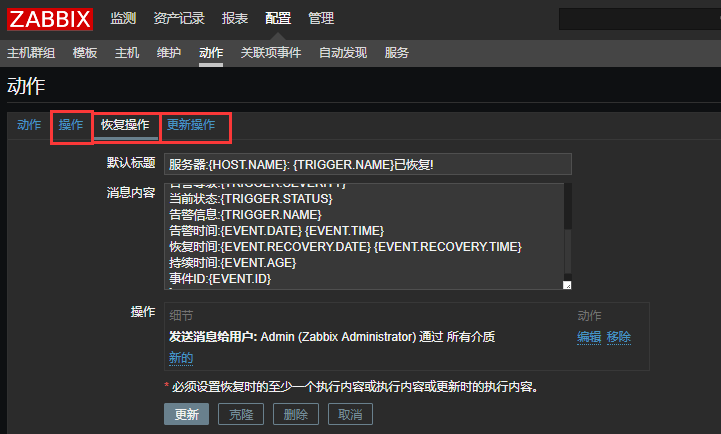 ZABBIX 监测 资产记录 报表 配置 管理
主机群组 模板 主机 维护 动作 关联项事件 自动发现 服务
动作
动作 操作 恢复操作 更新操作
默认标题 服务器:{HOST.NAME}: {TRIGGER.NAME}已恢复!
消息内容 告警等级:{TRIGGER.SEVERITY}
当前状态:{TRIGGER.STATUS}
告警信息:{TRIGGER.NAME}
告警时间:{EVENT.DATE} {EVENT.TIME}
恢复时间:{EVENT.RECOVERY.DATE} {EVENT.RECOVERY.TIME}
持续时间:{EVENT.AGE}
事件ID:{EVENT.ID}
操作 细节 动作
发送消息给用户: Admin (Zabbix Administrator) 通过 所有介质 编辑 移除
新的
* 必须设置恢复时的至少一个执行内容或执行内容或更新时的执行内容。
更新 克隆 删除 取消